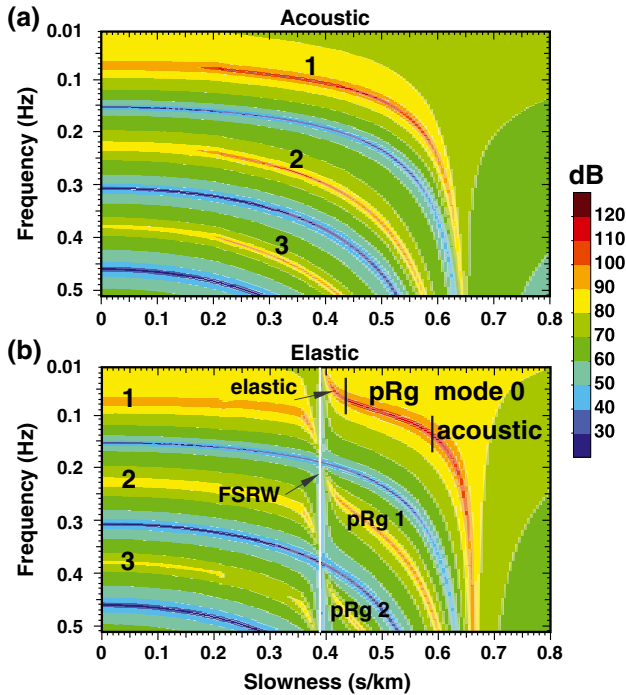 (a)
Acoustic
Frequency (Hz)
0.01
0.1
0.2
0.3
0.4
0.5
1
2
3
0 0.1 0.2 0.3 0.4 0.5 0.6 0.7 0.8
dB
120
110
100
90
80
70
60
50
40
30
(b)
Elastic
Frequency (Hz)
0.01
0.1
0.2
0.3
0.4
0.5
1
2
3
elastic
pRg mode 0
acoustic
FSRW
pRg 1
pRg 2
0 0.1 0.2 0.3 0.4 0.5 0.6 0.7 0.8
Slowness (s/km)